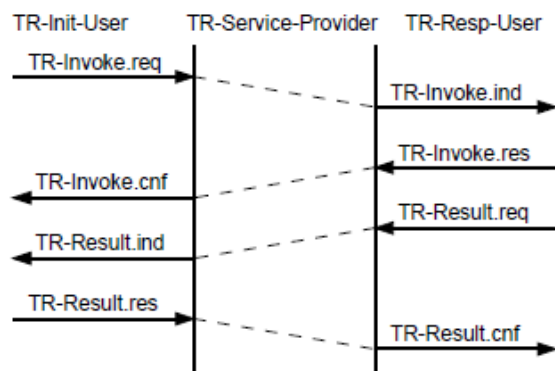 TR-Init-User TR-Service-Provider TR-Resp-User
TR-Invoke.req
TR-Invoke.ind
TR-Invoke.res
TR-Invoke.cnf
TR-Result.req
TR-Result.ind
TR-Result.res
TR-Result.cnf